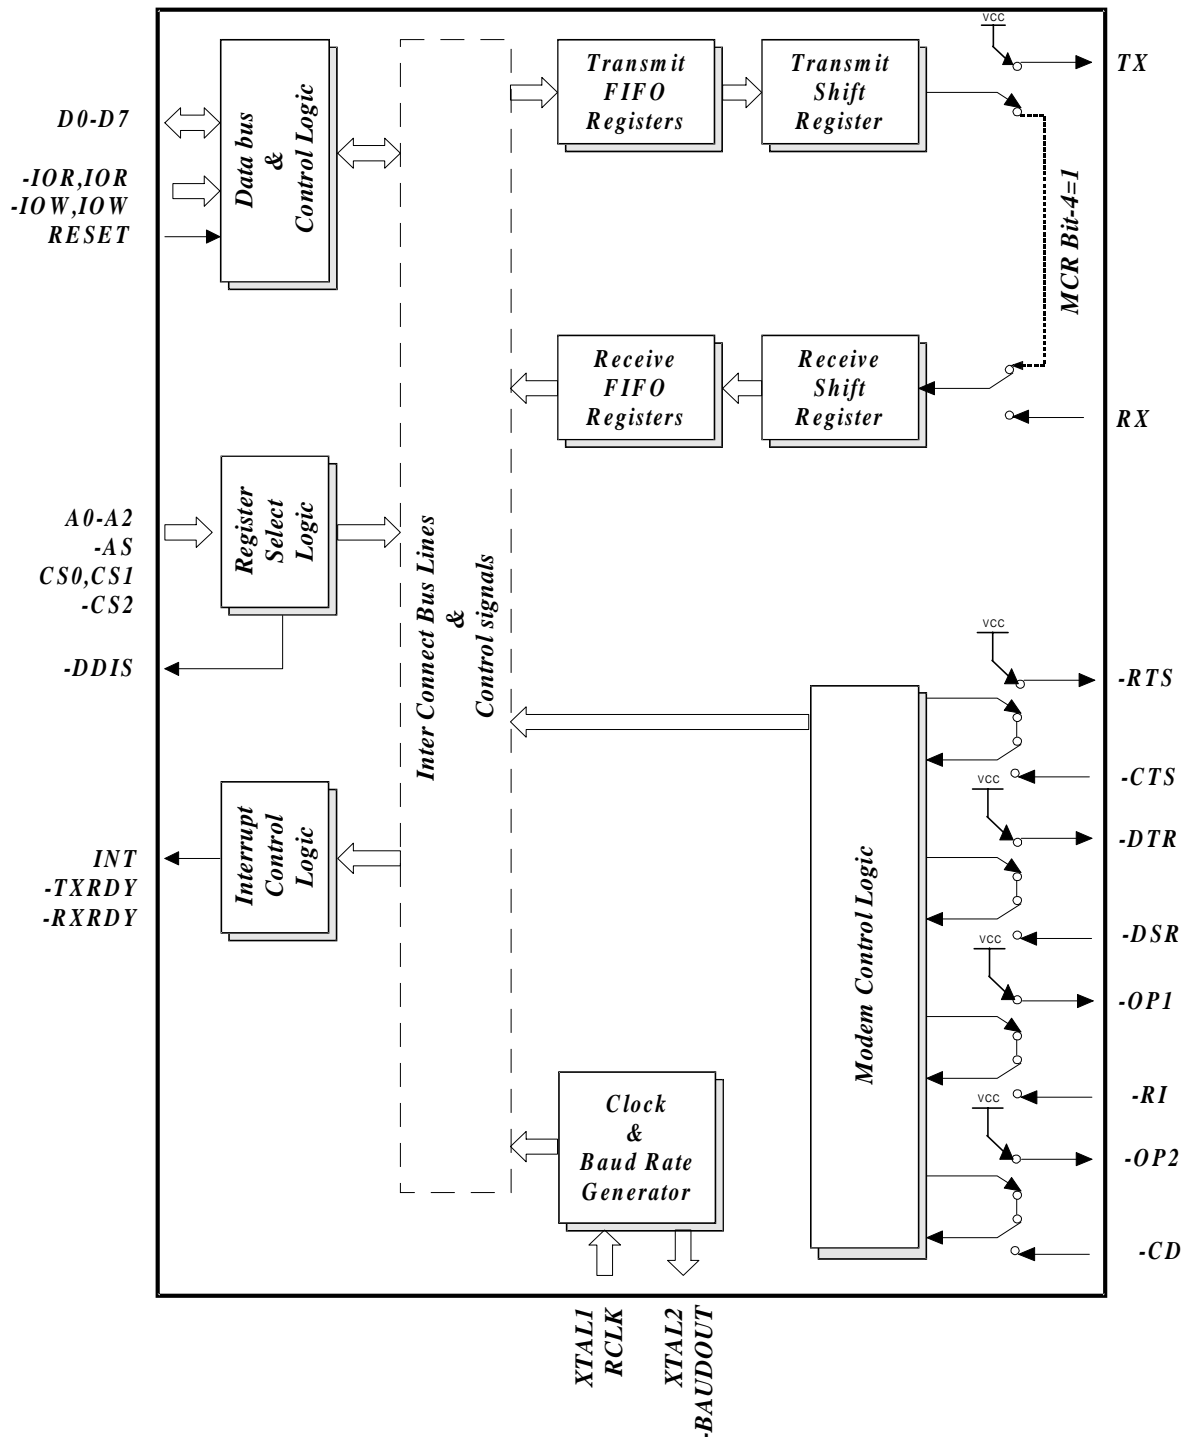 D0-D7
-IOR,IOR
-IOW,IOW
RESET
Data bus
&
Control Logic
A0-A2
-AS
CS0,CS1
-CS2
Register
Select
Logic
-DDIS
INT
-TXRDY
-RXRDY
Interrupt
Control
Logic
Inter Connect Bus Lines
&
Control signals
Transmit
FIFO
Registers
Transmit
Shift
Register
VCC
TX
MCR Bit-4=1
Receive
FIFO
Registers
Receive
Shift
Register
RX
Clock
&
Baud Rate
Generator
XTAL1
RCLK
XTAL2
-BAUDOUT
Modem Control Logic
VCC
-RTS
-CTS
VCC
-DTR
-DSR
VCC
-OP1
-RI
VCC
-OP2
-CD